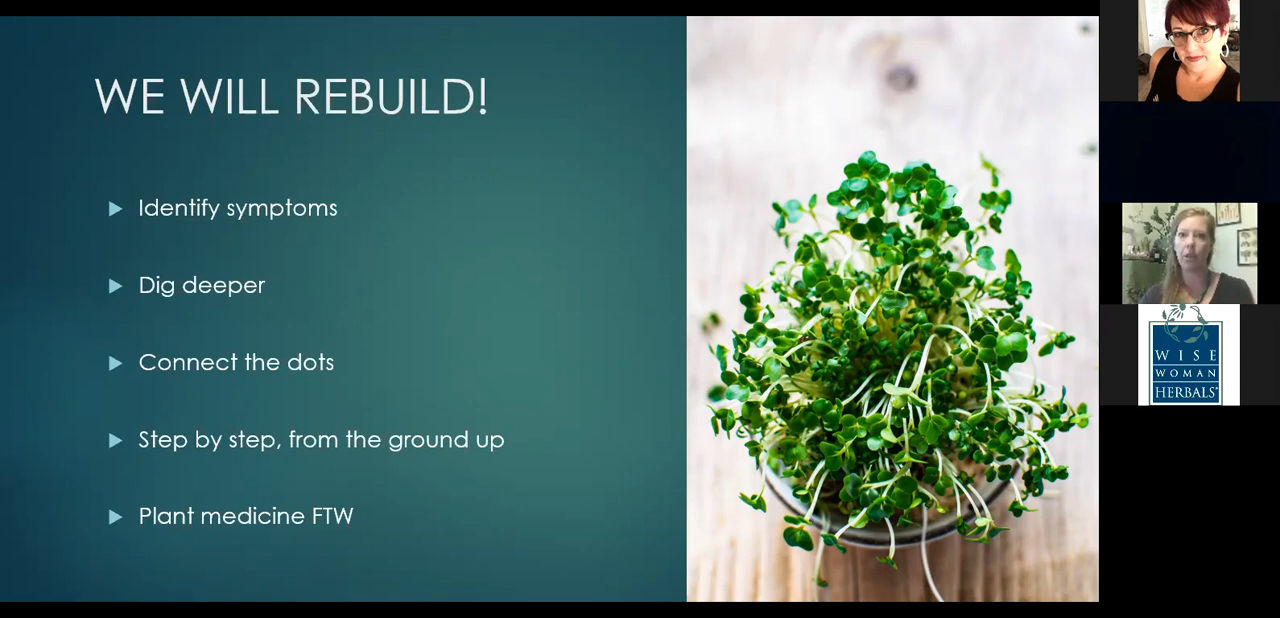 WE WILL REBUILD!
Identify symptoms
Dig deeper
Connect the dots
Step by step, from the ground up
Plant medicine FTW
WISE
WOMAN
HERBALS®